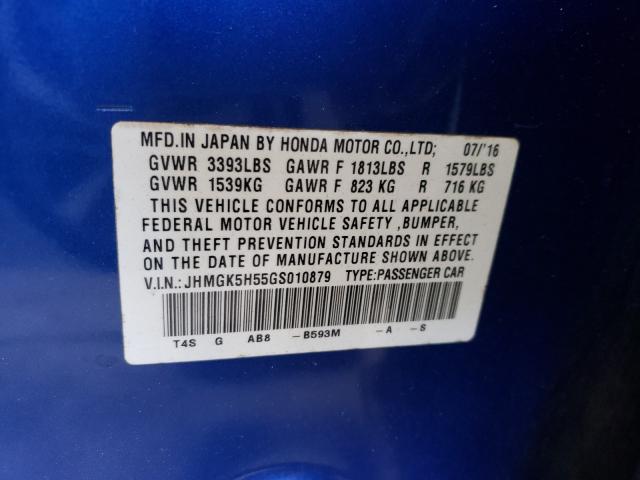 MFD.IN JAPAN BY HONDA MOTOR CO.,LTD; 07/'16
GVWR 3393LBS GAWR F 1813LBS R 1579LBS
GVWR 1539KG GAWR F 823 KG R 716 KG
THIS VEHICLE CONFORMS TO ALL APPLICABLE
FEDERAL MOTOR VEHICLE SAFETY ,BUMPER,
AND THEFT PREVENTION STANDARDS IN EFFECT
ON THE DATE OF MANUFACTURE SHOWN ABOVE.
V.I.N.: JHMGK5H55GS010879 TYPE:PASSENGER CAR
T4S G AB8 -B593M -A -S